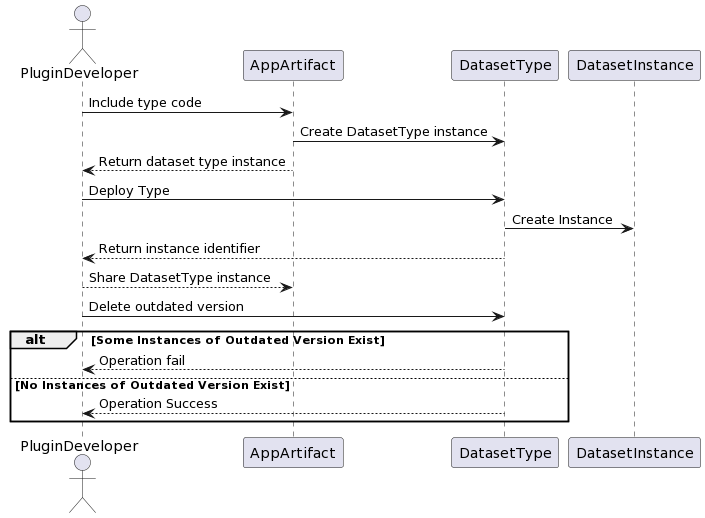 PluginDeveloper
AppArtifact
DatasetType
DatasetInstance
Include type code
Create DatasetType instance
Return dataset type instance
Deploy Type
Create Instance
Return instance identifier
Share DatasetType instance
Delete outdated version
alt
[Some Instances of Outdated Version Exist]
Operation fail
[No Instances of Outdated Version Exist]
Operation Success
PluginDeveloper
AppArtifact
DatasetType
DatasetInstance